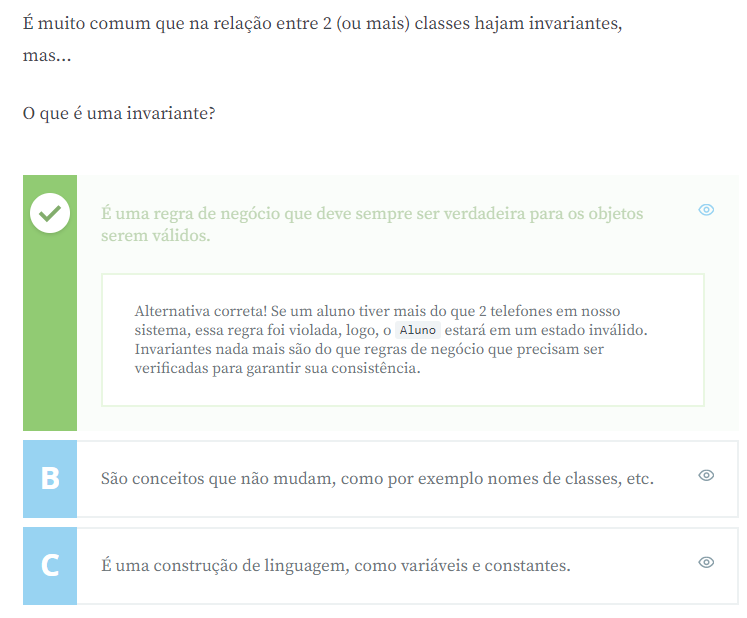 É muito comum que na relação entre 2 (ou mais) classes hajam invariantes,
mas...
O que é uma invariante?
É uma regra de negócio que deve sempre ser verdadeira para os objetos
serem válidos.
Alternativa correta! Se um aluno tiver mais do que 2 telefones em nosso
sistema, essa regra foi violada, logo, o Aluno estará em um estado inválido.
Invariantes nada mais são do que regras de negócio que precisam ser
verificadas para garantir sua consistência.
B
São conceitos que não mudam, como por exemplo nomes de classes, etc.
C
É uma construção de linguagem, como variáveis e constantes.